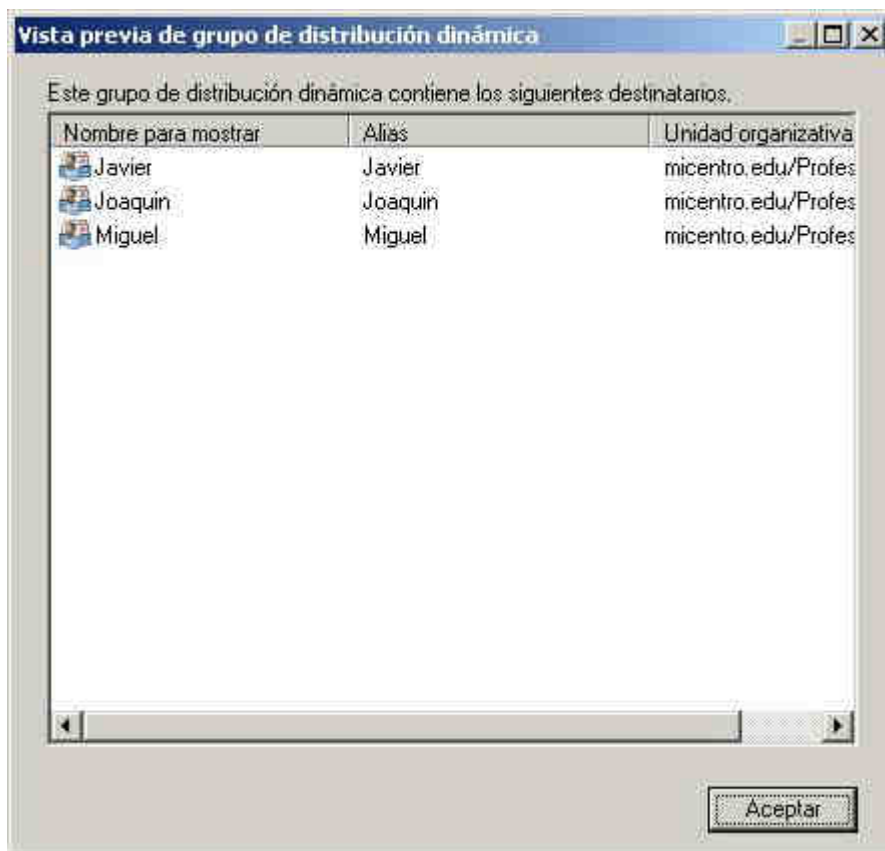 Vista previa de grupo de distribución dinámica
Este grupo de distribución dinámica contiene los siguientes destinatarios.
Nombre para mostrar Alias Unidad organizativa
Javier Javier micentro.edu/Profes
Joaquin Joaquin micentro.edu/Profes
Miguel Miguel micentro.edu/Profes
Aceptar